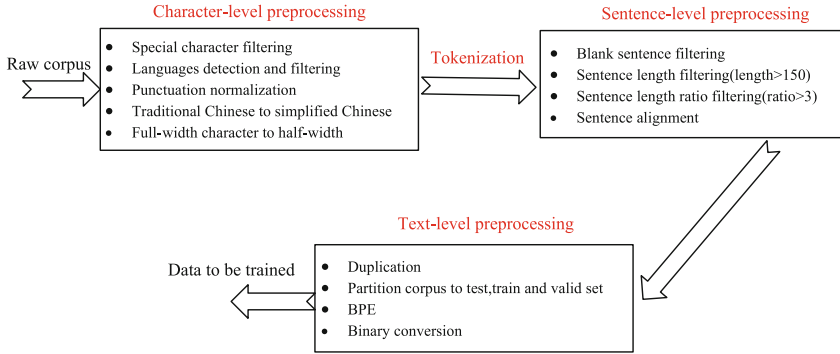 Character-level preprocessing
Raw corpus
Special character filtering
Languages detection and filtering
Punctuation normalization
Traditional Chinese to simplified Chinese
Full-width character to half-width
Tokenization
Sentence-level preprocessing
Blank sentence filtering
Sentence length filtering(length>150)
Sentence length ratio filtering(ratio>3)
Sentence alignment
Text-level preprocessing
Duplication
Partition corpus to test,train and valid set
BPE
Binary conversion
Data to be trained